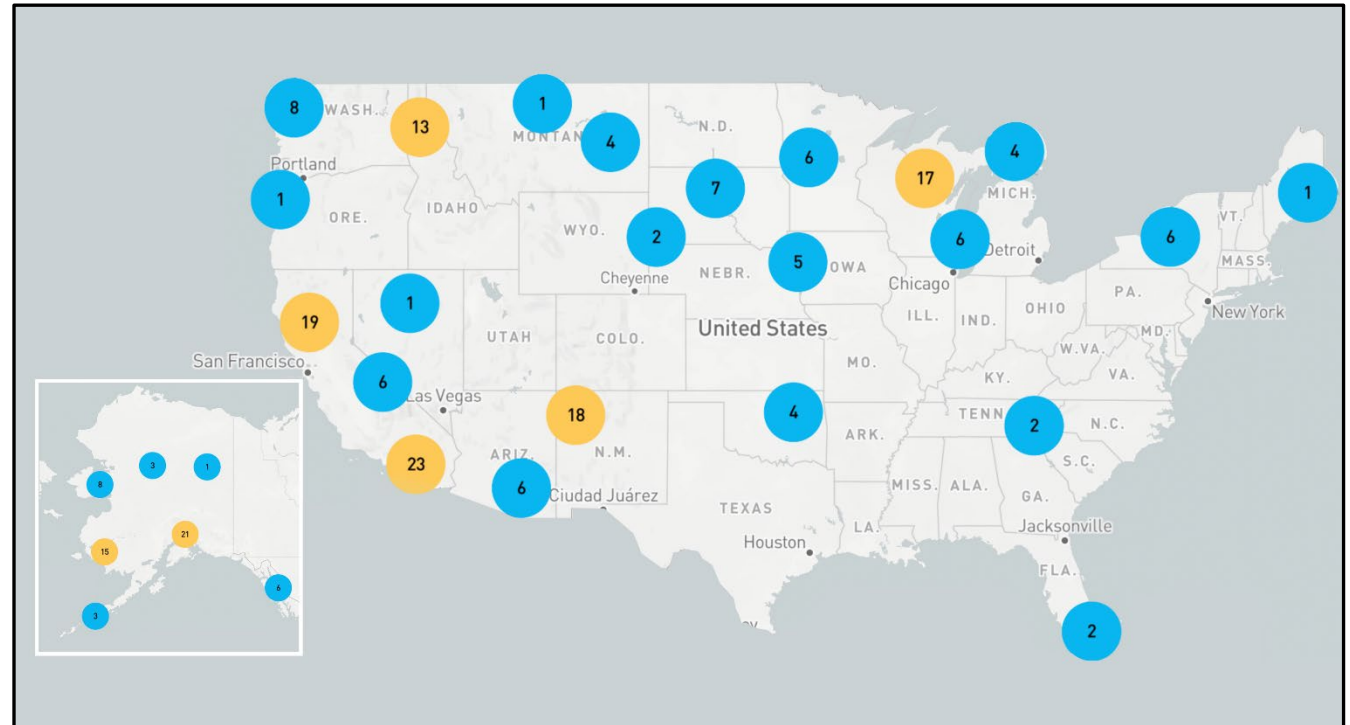 8
WASH.
13
1
MONTAN
4
N.D.
6
17
4
MICH.
1
Portland
1
ORE.
IDAHO
WYO.
2
7
5
OWA
6
Detroit
Chicago
6
VT.
MASS.
Cheyenne
NEBR.
1
19
UTAH
COLO.
United States
ILL.
IND.
OHIO
PA.
New York
MD.
W.VA.
VA.
San Francisco
6
Las Vegas
MO.
KY.
18
4
TENN
2
N.C.
23
ARIZ.
N.M.
ARK.
S.C.
6
Ciudad Juárez
TEXAS
MISS.
ALA.
GA.
LA.
Jacksonville
Houston
FLA.
2
3
1
8
21
15
6
3